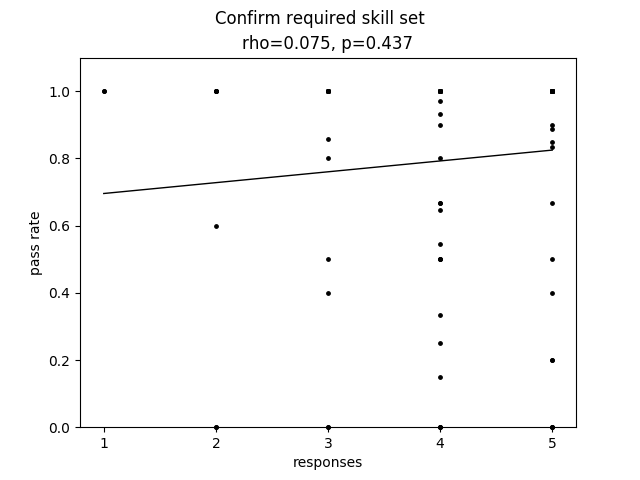 Confirm required skill set
rho=0.075, p=0.437
1.0
0.8
0.6
0.4
0.2
0.0
pass rate
1 2 3 4 5
responses